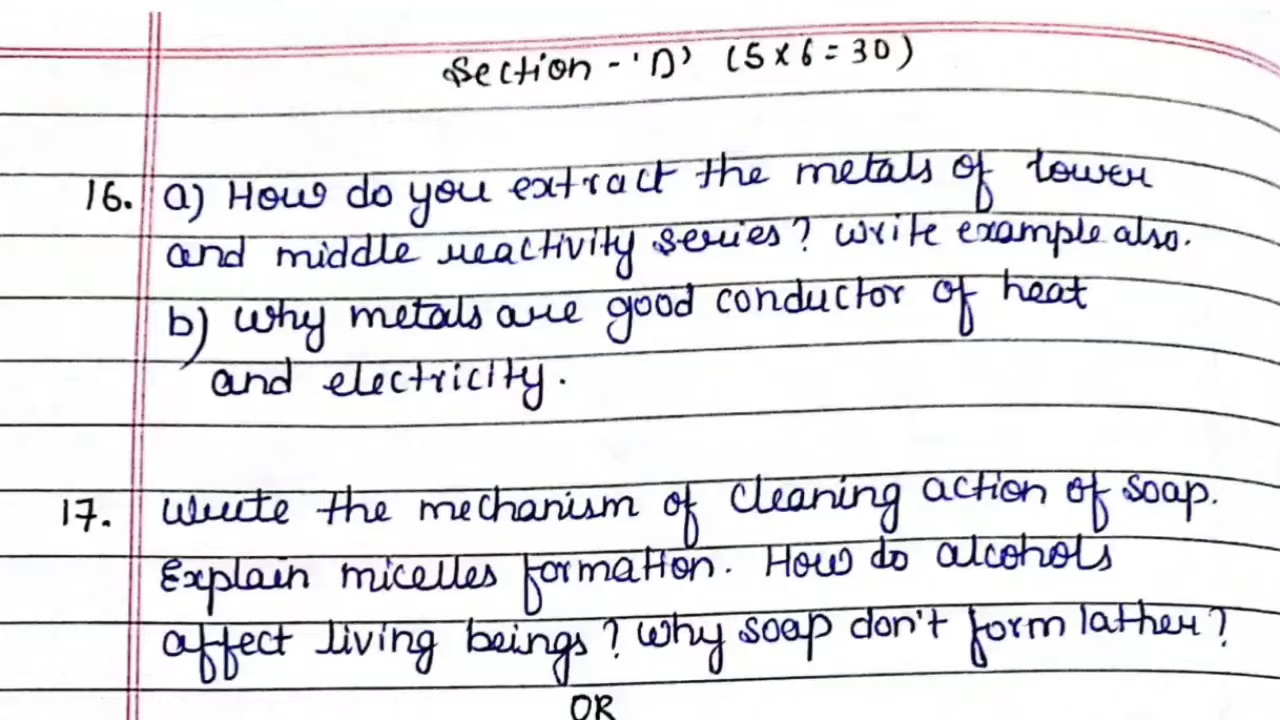 Section - 'D' (5 x 6 = 30)
16. a) How do you extract the metals of lower
and middle reactivity series? Write example also.
b) Why metals are good conductor of heat
and electricity.
17. Write the mechanism of cleaning action of soap.
Explain micelles formation. How do alcohols
affect living beings? Why soap don't form lather?
OR